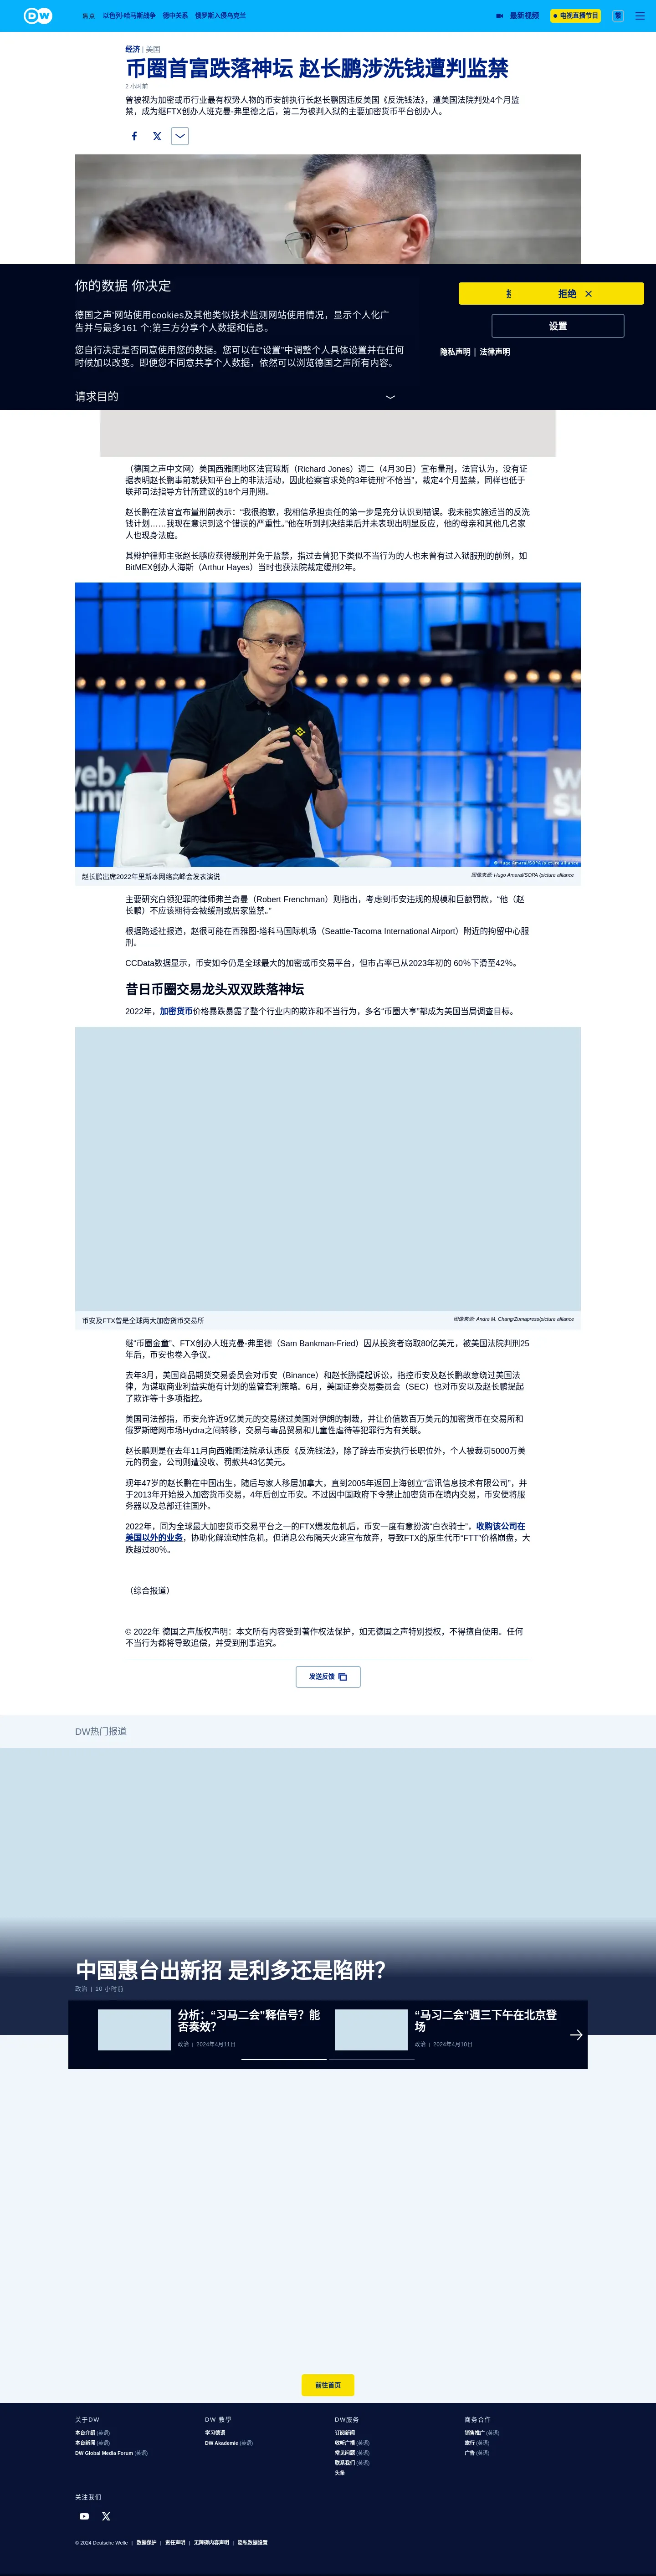 DW
焦点 以色列-哈马斯战争 德中关系 俄罗斯入侵乌克兰 最新视频 电视直播节目 繁
经济 | 美国
币圈首富跌落神坛 赵长鹏涉洗钱遭判监禁
2 小时前
曾被视为加密或币行业最有权势人物的币安前执行长赵长鹏因违反美国《反洗钱法》，遭美国法院判处4个月监
禁，成为继FTX创办人班克曼-弗里德之后，第二为被判入狱的主要加密货币平台创办人。
你的数据 你决定
德国之声'网站使用cookies及其他类似技术监测网站使用情况，显示个人化广
告并与最多161 个;第三方分享个人数据和信息。
您自行决定是否同意使用您的数据。您可以在“设置”中调整个人具体设置并在任何
时候加以改变。即便您不同意共享个人数据，依然可以浏览德国之声所有内容。
请求目的
拒绝
设置
隐私声明 | 法律声明
（德国之声中文网）美国西雅图地区法官琼斯（Richard Jones）週二（4月30日）宣布量刑，法官认为，没有证
据表明赵长鹏事前就获知平台上的非法活动，因此检察官求处的3年徒刑“不恰当”，裁定4个月监禁，同样也低于
联邦司法指导方针所建议的18个月刑期。
赵长鹏在法官宣布量刑前表示：“我很抱歉，我相信承担责任的第一步是充分认识到错误。我未能实施适当的反洗
钱计划……我现在意识到这个错误的严重性。”他在听到判决结果后并未表现出明显反应，他的母亲和其他几名家
人也现身法庭。
其辩护律师主张赵长鹏应获得缓刑并免于监禁，指过去曾犯下类似不当行为的人也未曾有过入狱服刑的前例，如
BitMEX创办人海斯（Arthur Hayes）当时也获法院裁定缓刑2年。
© Hugo Amaral/SOPA/picture alliance
赵长鹏出席2022年里斯本网络高峰会发表演说
图像来源: Hugo Amaral/SOPA /picture alliance
主要研究白领犯罪的律师弗兰奇曼（Robert Frenchman）则指出，考虑到币安违规的规模和巨额罚款，“他（赵
长鹏）不应该期待会被缓刑或居家监禁。”
根据路透社报道，赵很可能在西雅图-塔科马国际机场（Seattle-Tacoma International Airport）附近的拘留中心服
刑。
CCData数据显示，币安如今仍是全球最大的加密或币交易平台，但市占率已从2023年初的 60％下滑至42％。
昔日币圈交易龙头双双跌落神坛
2022年，加密货币价格暴跌暴露了整个行业内的欺诈和不当行为，多名“币圈大亨”都成为美国当局调查目标。
币安及FTX曾是全球两大加密货币交易所
图像来源: Andre M. Chang/Zumapress/picture alliance
继“币圈金童”、FTX创办人班克曼-弗里德（Sam Bankman-Fried）因从投资者窃取80亿美元，被美国法院判刑25
年后，币安也卷入争议。
去年3月，美国商品期货交易委员会对币安（Binance）和赵长鹏提起诉讼，指控币安及赵长鹏故意绕过美国法
律，为谋取商业利益实施有计划的监管套利策略。6月，美国证券交易委员会（SEC）也对币安以及赵长鹏提起
了欺诈等十多项指控。
美国司法部指，币安允许近9亿美元的交易绕过美国对伊朗的制裁，并让价值数百万美元的加密货币在交易所和
俄罗斯暗网市场Hydra之间转移，交易与毒品贸易和儿童性虐待等犯罪行为有关联。
赵长鹏则是在去年11月向西雅图法院承认违反《反洗钱法》，除了辞去币安执行长职位外，个人被裁罚5000万美
元的罚金，公司则遭没收、罚款共43亿美元。
现年47岁的赵长鹏在中国出生，随后与家人移居加拿大，直到2005年返回上海创立“富讯信息技术有限公司”，并
于2013年开始投入加密货币交易，4年后创立币安。不过因中国政府下令禁止加密货币在境内交易，币安便将服
务器以及总部迁往国外。
2022年，同为全球最大加密货币交易平台之一的FTX爆发危机后，币安一度有意扮演“白衣骑士”，收购该公司在
美国以外的业务，协助化解流动性危机，但消息公布隔天火速宣布放弃，导致FTX的原生代币“FTT”价格崩盘，大
跌超过80％。
（综合报道）
© 2022年 德国之声版权声明：本文所有内容受到著作权法保护，如无德国之声特别授权，不得擅自使用。任何
不当行为都将导致追偿，并受到刑事追究。
发送反馈
DW热门报道
中国惠台出新招 是利多还是陷阱？
政治 | 10 小时前
分析：“习马二会”释信号？能
否奏效？
政治 | 2024年4月11日
“马习二会”週三下午在北京登
场
政治 | 2024年4月10日
前往首页
关于DW
本台介绍 (英语)
本台新闻 (英语)
DW Global Media Forum (英语)
DW 教學
学习德语
DW Akademie (英语)
DW服务
订阅新闻
收听广播 (英语)
常见问题 (英语)
联系我们 (英语)
头条
商务合作
销售推广 (英语)
旅行 (英语)
广告 (英语)
关注我们
© 2024 Deutsche Welle | 数据保护 | 责任声明 | 无障碍内容声明 | 隐私数据设置